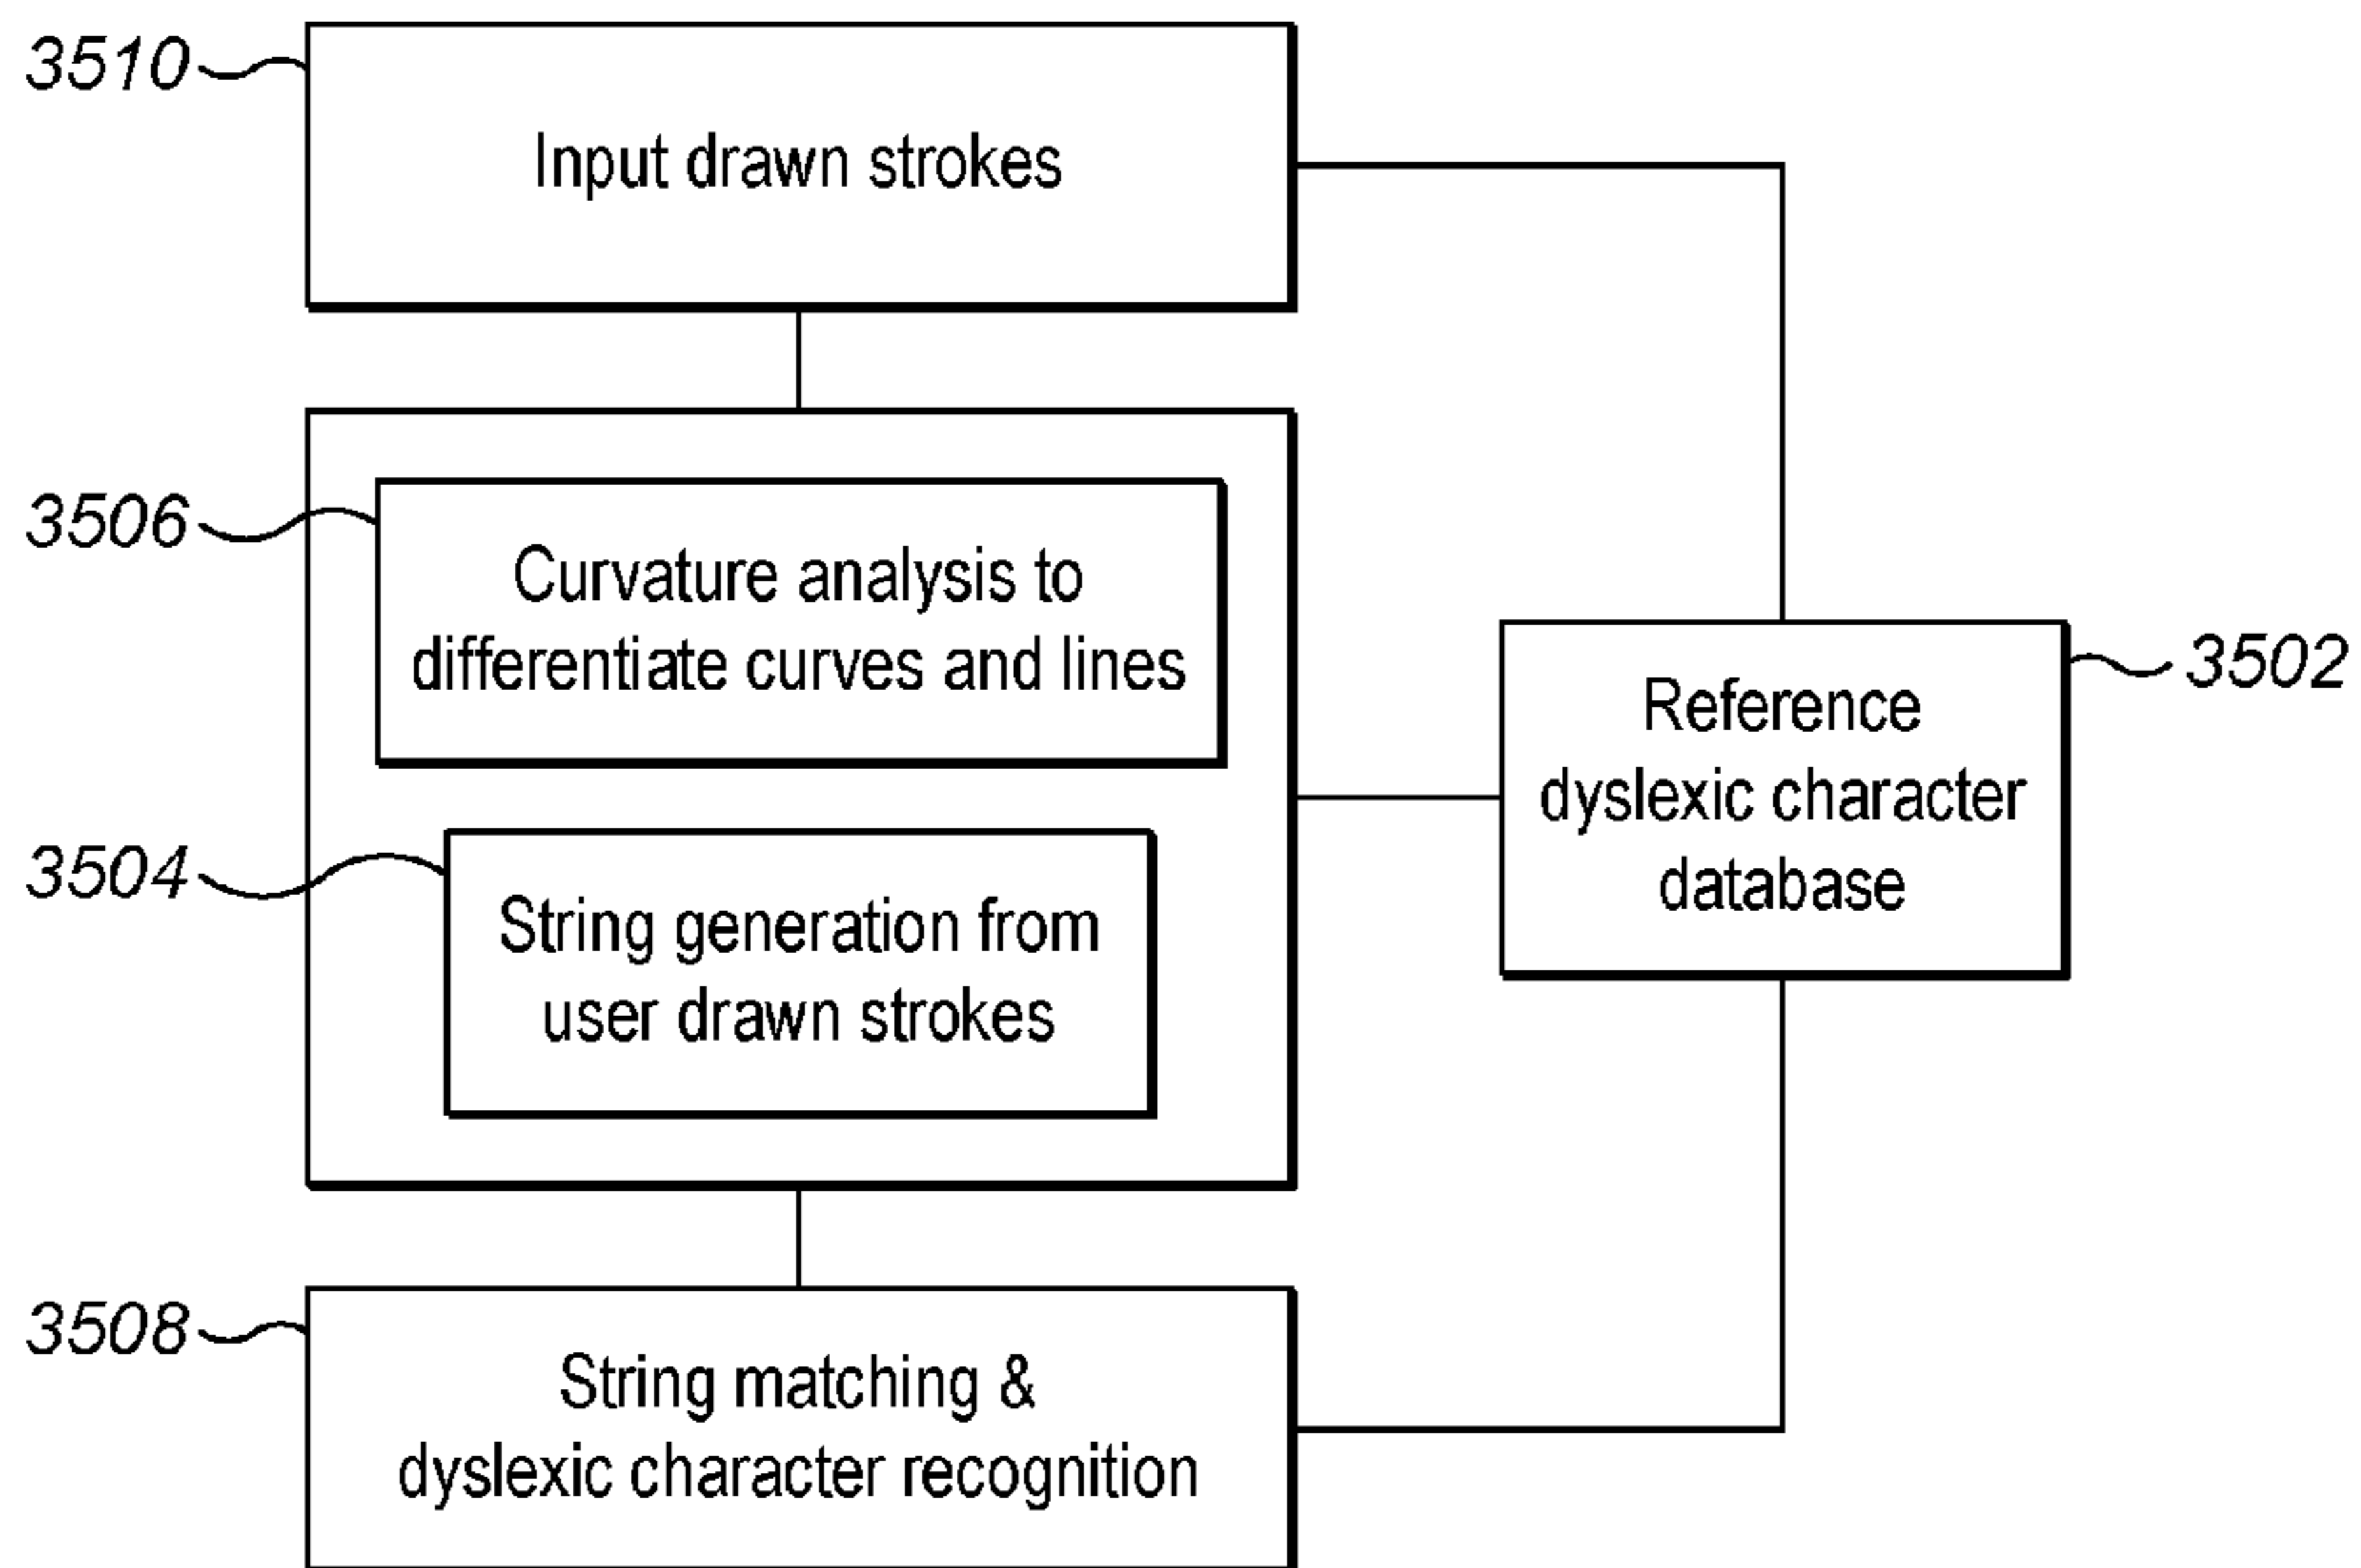 3510
Input drawn strokes
3506
Curvature analysis to
differentiate curves and lines
3504
String generation from
user drawn strokes
Reference
dyslexic character
database
3502
3508
String matching &
dyslexic character recognition